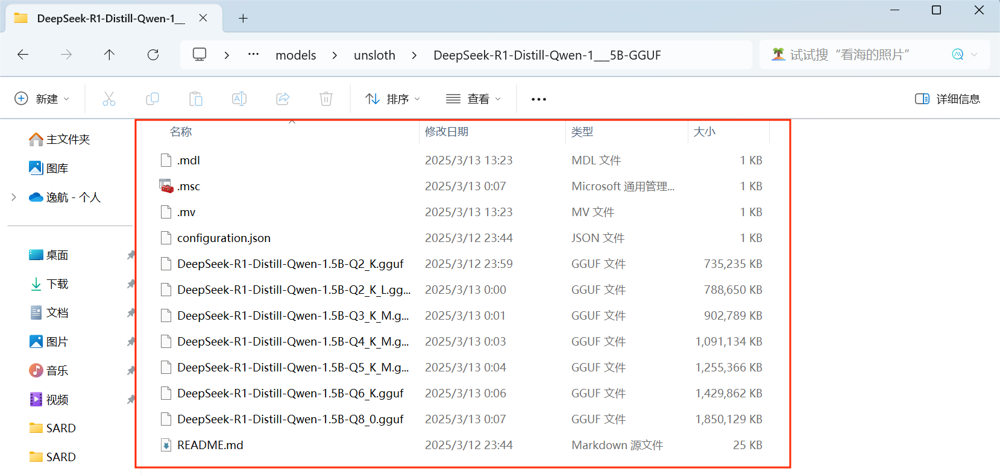 DeepSeek-R1-Distill-Qwen-1__
… models unsloth DeepSeek-R1-Distill-Qwen-1___5B-GGUF 试试搜“看海的照片”
新建 排序 查看 … 详细信息
名称 修改日期 类型 大小
主文件夹
图库
逸航 - 个人
桌面
下载
文档
图片
音乐
视频
SARD
SARD
.mdl 2025/3/13 13:23 MDL 文件 1 KB
.msc 2025/3/13 0:07 Microsoft 通用管理... 1 KB
.mv 2025/3/13 13:23 MV 文件 1 KB
configuration.json 2025/3/12 23:44 JSON 文件 1 KB
DeepSeek-R1-Distill-Qwen-1.5B-Q2_K.gguf 2025/3/12 23:59 GGUF 文件 735,235 KB
DeepSeek-R1-Distill-Qwen-1.5B-Q2_K_L.gg... 2025/3/13 0:00 GGUF 文件 788,650 KB
DeepSeek-R1-Distill-Qwen-1.5B-Q3_K_M.g... 2025/3/13 0:01 GGUF 文件 902,789 KB
DeepSeek-R1-Distill-Qwen-1.5B-Q4_K_M.g... 2025/3/13 0:03 GGUF 文件 1,091,134 KB
DeepSeek-R1-Distill-Qwen-1.5B-Q5_K_M.g... 2025/3/13 0:04 GGUF 文件 1,255,366 KB
DeepSeek-R1-Distill-Qwen-1.5B-Q6_K.gguf 2025/3/13 0:06 GGUF 文件 1,429,862 KB
DeepSeek-R1-Distill-Qwen-1.5B-Q8_0.gguf 2025/3/13 0:07 GGUF 文件 1,850,129 KB
README.md 2025/3/12 23:44 Markdown 源文件 25 KB